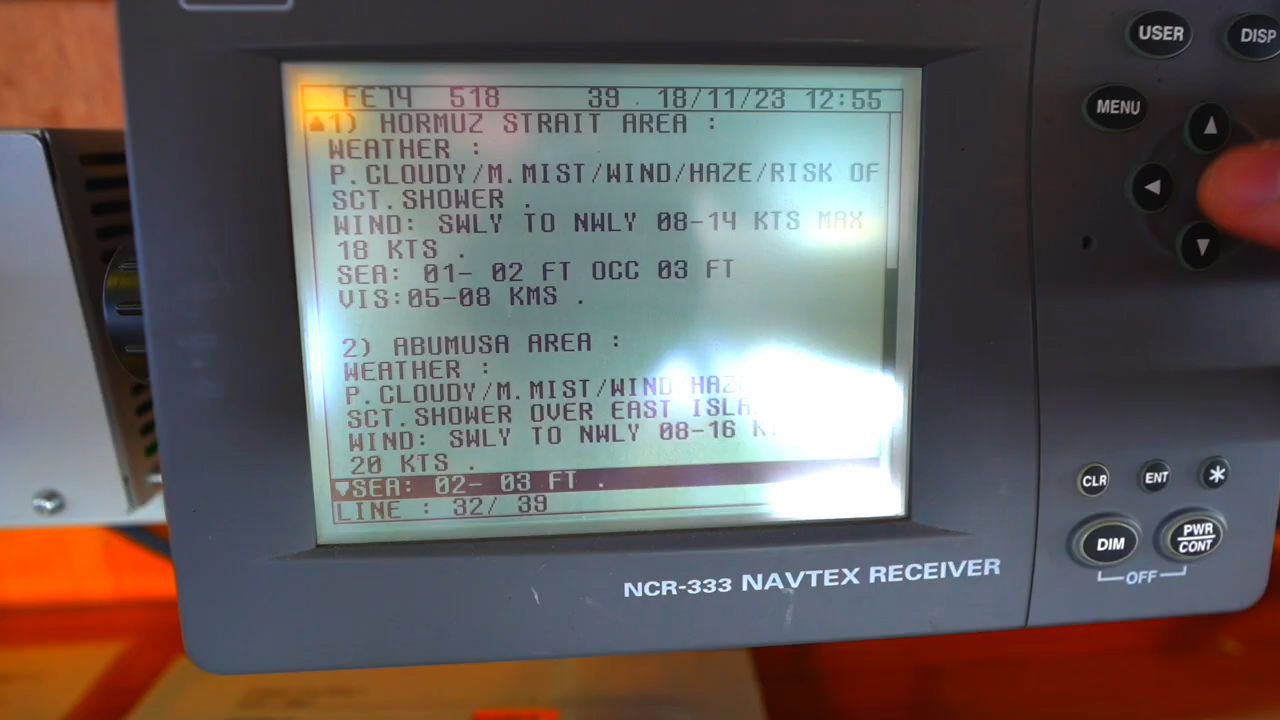 FE74 518 39 . 18/11/23 12:55
▲1) HORMUZ STRAIT AREA :
WEATHER :
P.CLOUDY/M.MIST/WIND/HAZE/RISK OF
SCT.SHOWER .
WIND: SWLY TO NWLY 08-14 KTS MAX
18 KTS .
SEA: 01- 02 FT OCC 03 FT
VIS:05-08 KMS .
2) ABUMUSA AREA :
WEATHER :
P.CLOUDY/M.MIST/WIND HAZE
SCT.SHOWER OVER EAST
WIND: SWLY TO NWLY 08-16
20 KTS .
▼SEA: 02- 03 FT .
LINE : 32/ 39
NCR-333 NAVTEX RECEIVER
USER
DISP
MENU
▲
◀
▼
CLR
ENT
*
DIM
PWR
CONT
OFF